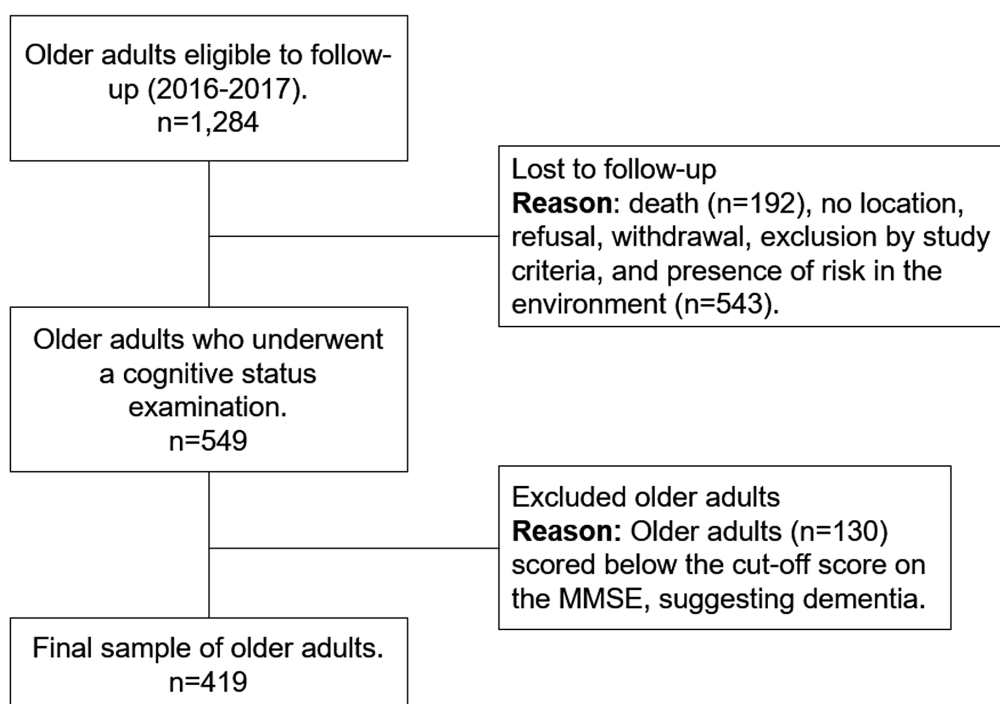 Older adults eligible to follow-
up (2016-2017).
n=1,284
Lost to follow-up
Reason: death (n=192), no location,
refusal, withdrawal, exclusion by study
criteria, and presence of risk in the
environment (n=543).
Older adults who underwent
a cognitive status
examination.
n=549
Excluded older adults
Reason: Older adults (n=130)
scored below the cut-off score on
the MMSE, suggesting dementia.
Final sample of older adults.
n=419